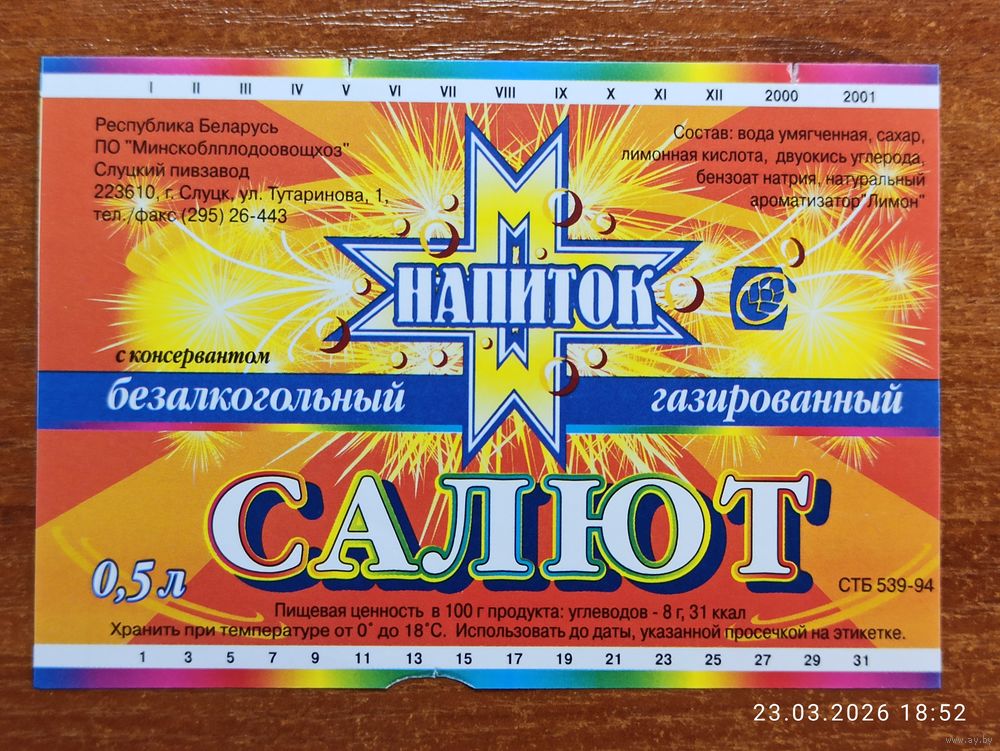 I II III IV V VI VII VIII IX X XI XII 2000 2001
Республика Беларусь
ПО "Минскоблплодоовощхоз"
Слуцкий пивзавод
223610, г. Слуцк, ул. Тутаринова, 1,
тел./факс (295) 26-443
Состав: вода умягченная, сахар,
лимонная кислота, двуокись углерода,
бензоат натрия, натуральный
ароматизатор"Лимон"
НАПИТОК
с консервантом
безалкогольный газированный
САЛЮТ
0,5 л
СТБ 539-94
Пищевая ценность в 100 г продукта: углеводов - 8 г, 31 ккал
Хранить при температуре от 0˚ до 18˚С. Использовать до даты, указанной просечкой на этикетке.
1 3 5 7 9 11 13 15 17 19 21 23 25 27 29 31
23.03.2026 18:52
www.ay.by